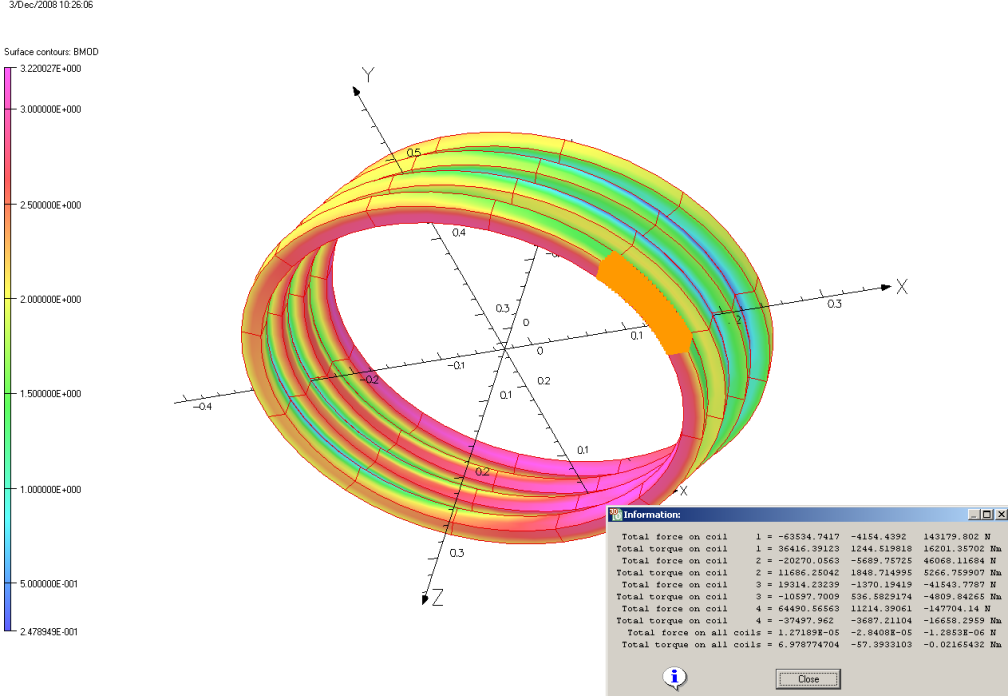 3/Dec/2008 10:26:06
Surface contours: BMOD
3.220027E+000
3.000000E+000
2.500000E+000
2.000000E+000
1.500000E+000
1.000000E+000
5.000000E-001
2.478949E-001
Y
0.5
0.4
X
0.3
0.3
0
0.1
0
-0.1
-0.2
0.2
0.1
-0.4
0.1
0.2
X
0.3
Z
Information:
Total force on coil 1 = -63534.7417 -4154.4392 143179.802 N
Total torque on coil 1 = 36416.39123 1244.519818 16201.35702 Nm
Total force on coil 2 = -20270.0563 -5689.75725 46068.11684 N
Total torque on coil 2 = 11686.25042 1848.714995 5266.759907 Nm
Total force on coil 3 = 19314.23239 -1370.19419 -41543.7787 N
Total torque on coil 3 = -10597.7009 536.5829174 -4809.84265 Nm
Total force on coil 4 = 64490.56563 11214.39061 -147704.14 N
Total torque on coil 4 = -37497.962 -3687.21104 -16658.2959 Nm
Total force on all coils = 1.27189E-05 -2.8408E-05 -1.2853E-06 N
Total torque on all coils = 6.978774704 -57.3933103 -0.02165432 Nm
Close